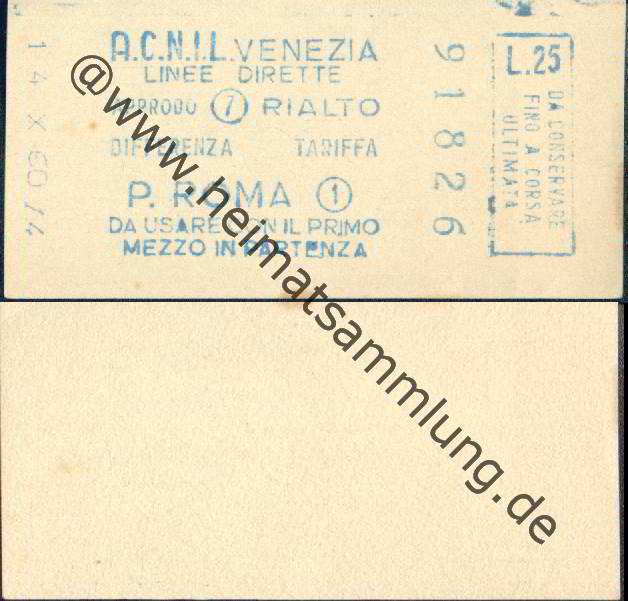 A.C.N.I.L. VENEZIA
LINEE DIRETTE
APPRODO 7 RIALTO
DIFFERENZA TARIFFA
P. ROMA 1
DA USARE CON IL PRIMO
MEZZO IN PARTENZA
14 X 60/4
91826
L.25
DA CONSERVARE
FINO A CORSA
ULTIMATA
@www.heimatsammlung.de